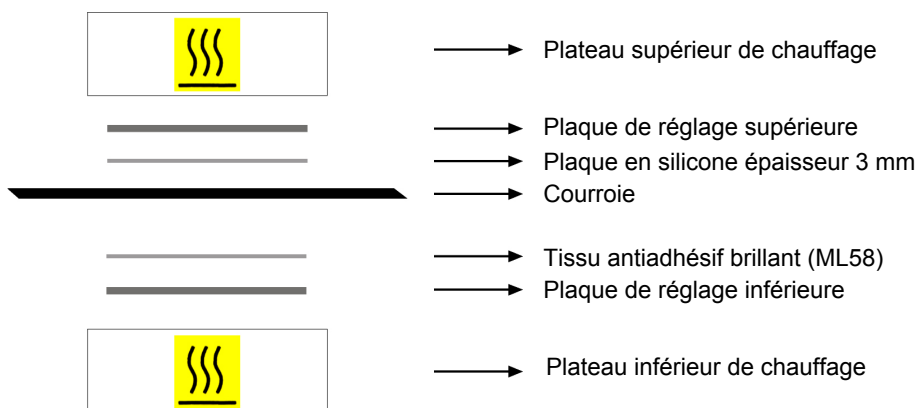 Plateau supérieur de chauffage
Plaque de réglage supérieure
Plaque en silicone épaisseur 3 mm
Courroie
Tissu antiadhésif brillant (ML58)
Plaque de réglage inférieure
Plateau inférieur de chauffage